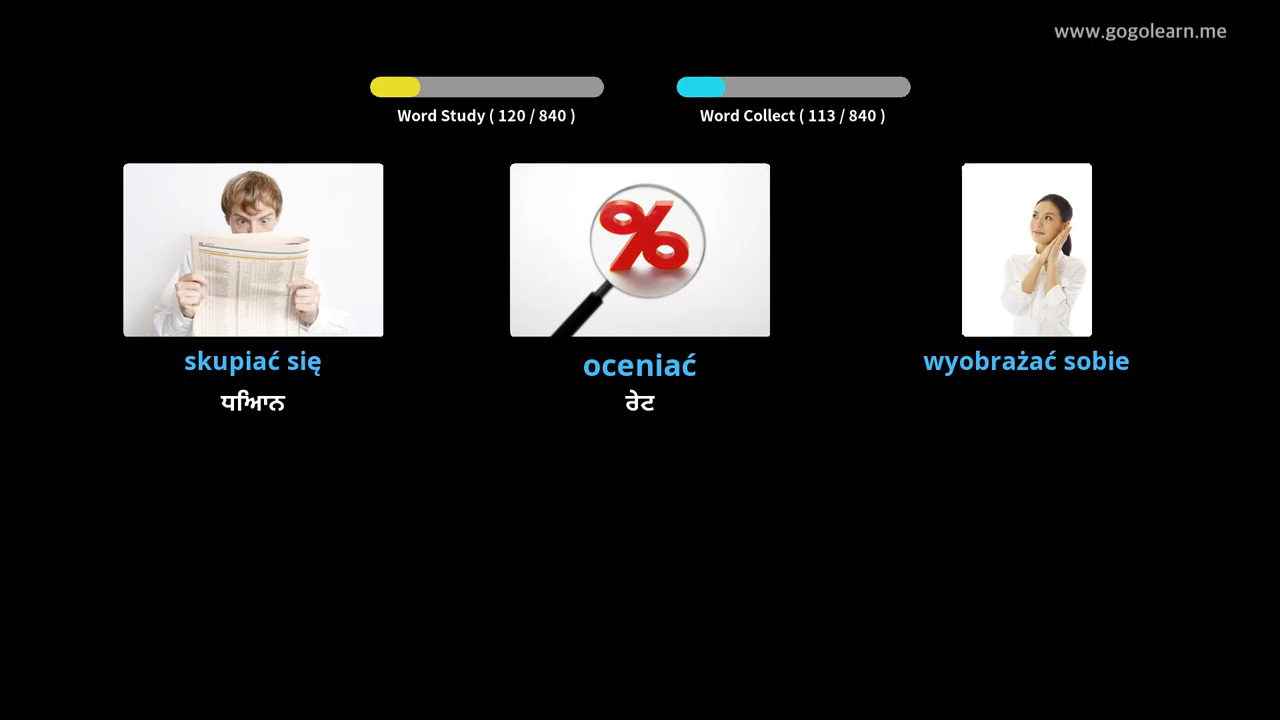 www.gogolearn.me
Word Study ( 120 / 840 )
Word Collect ( 113 / 840 )
%
skupiać się
oceniać
wyobrażać sobie
ਧਿਆਨ
ਰੇਟ